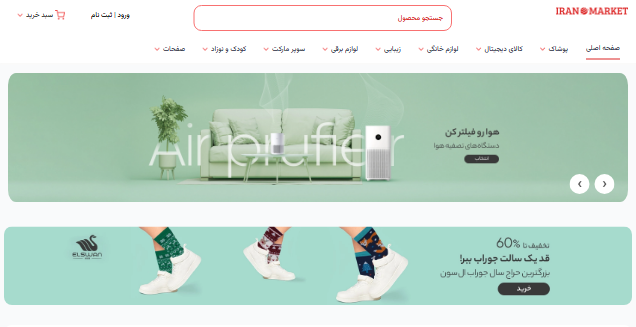 IRAN MARKET
جستجو محصول
ورود | ثبت نام
سبد خرید
صفحه اصلی
پوشاک
کالای دیجیتال
لوازم خانگی
زیبایی
لوازم برقی
سوپر مارکت
کودک و نوزاد
صفحات
Air prufier
هوا رو فیلتر کن
دستگاه‌های تصفیه هوا
انتخاب
تخفیف تا 60%
قد یک سالت جوراب ببر!
بزرگترین حراج سال جوراب ال سون
خرید
ELSWAN